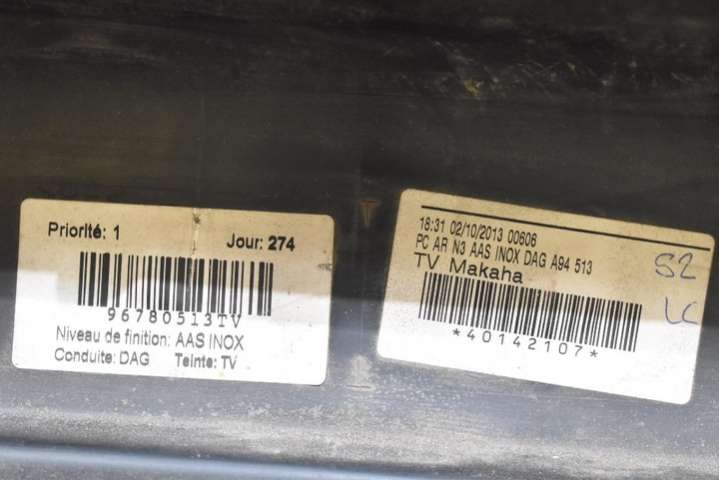 Priorité: 1
Jour: 274
96780513TV
Niveau de finition: AAS INOX
Conduite: DAG Teinte: TV
18:31 02/10/2013 00606
PC AR N3 AAS INOX DAG A94 513
TV Makaha
*40142107*
S2
LC